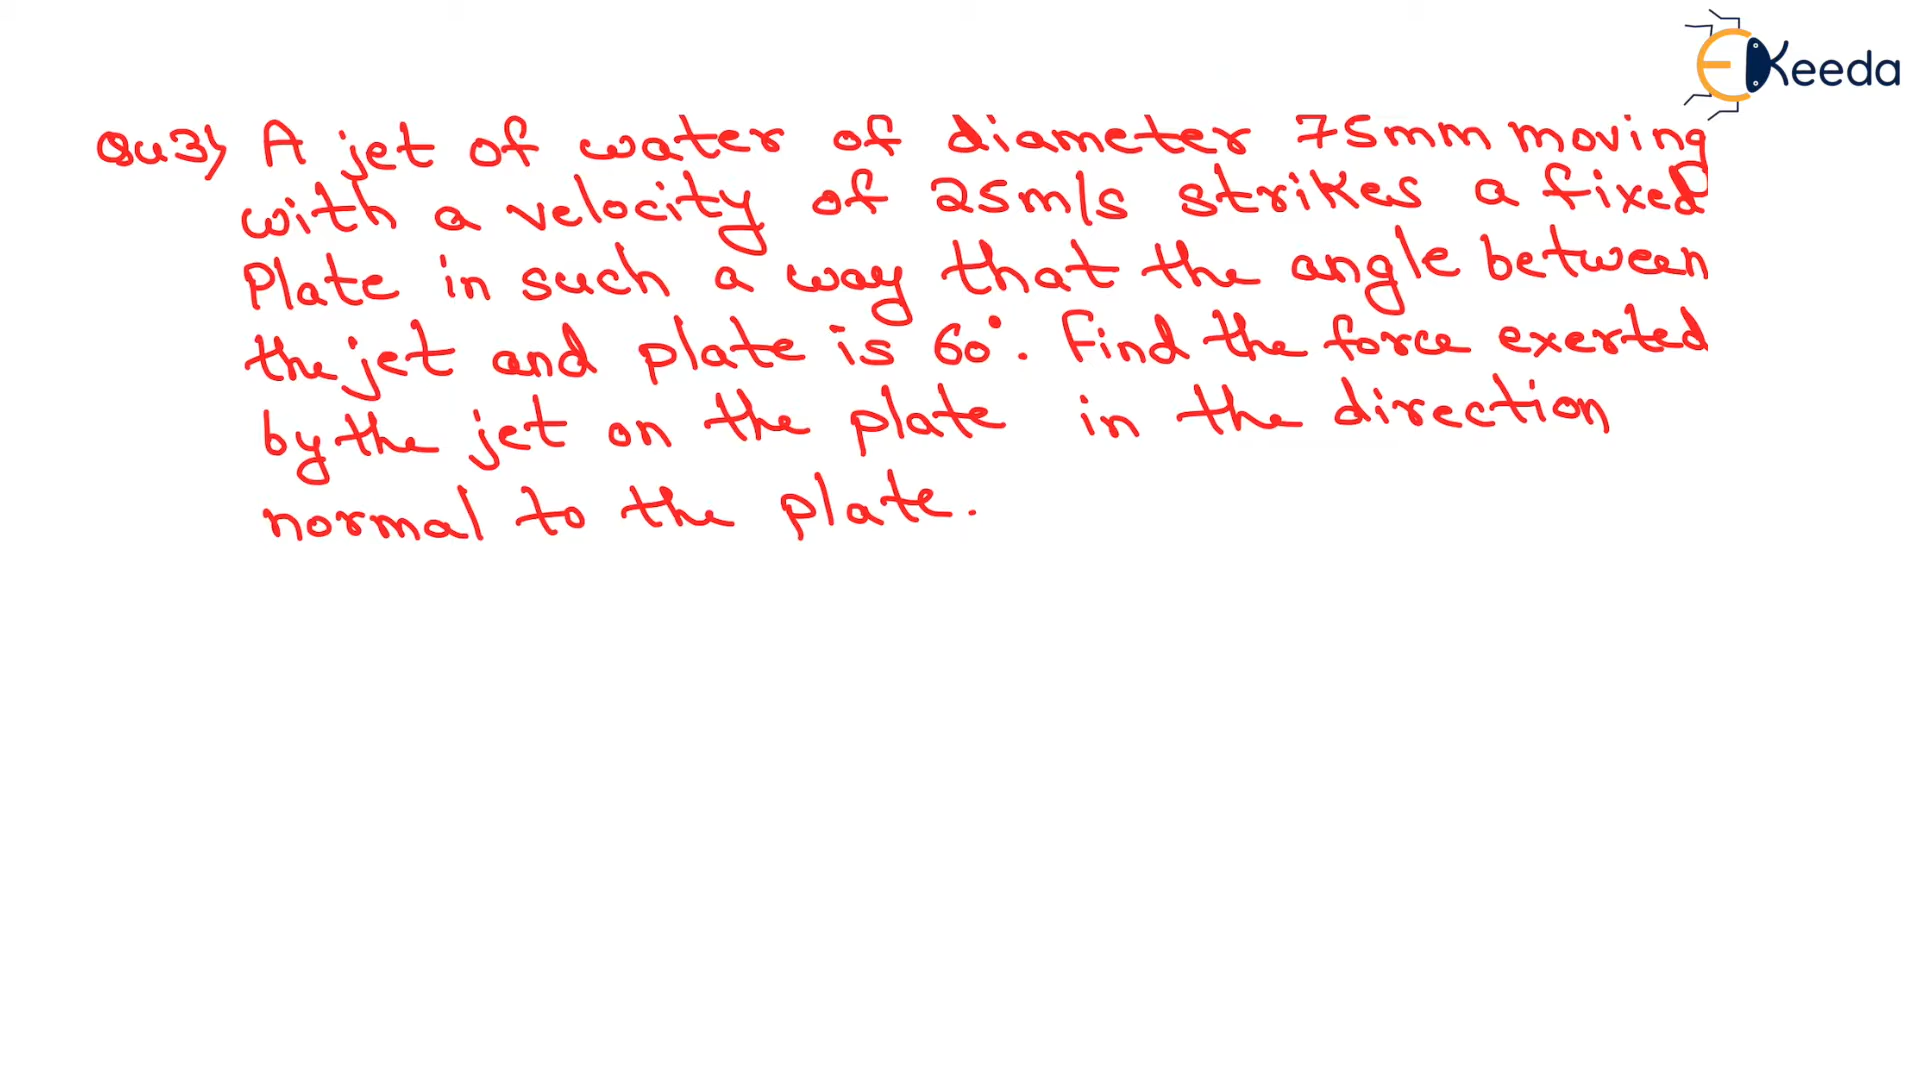 EKeeda
Qu 3) A jet of water of diameter 75mm moving
with a velocity of 25m/s strikes a fixed
Plate in such a way that the angle between
the jet and plate is 60°. Find the force exerted
by the jet on the plate in the direction
normal to the plate.